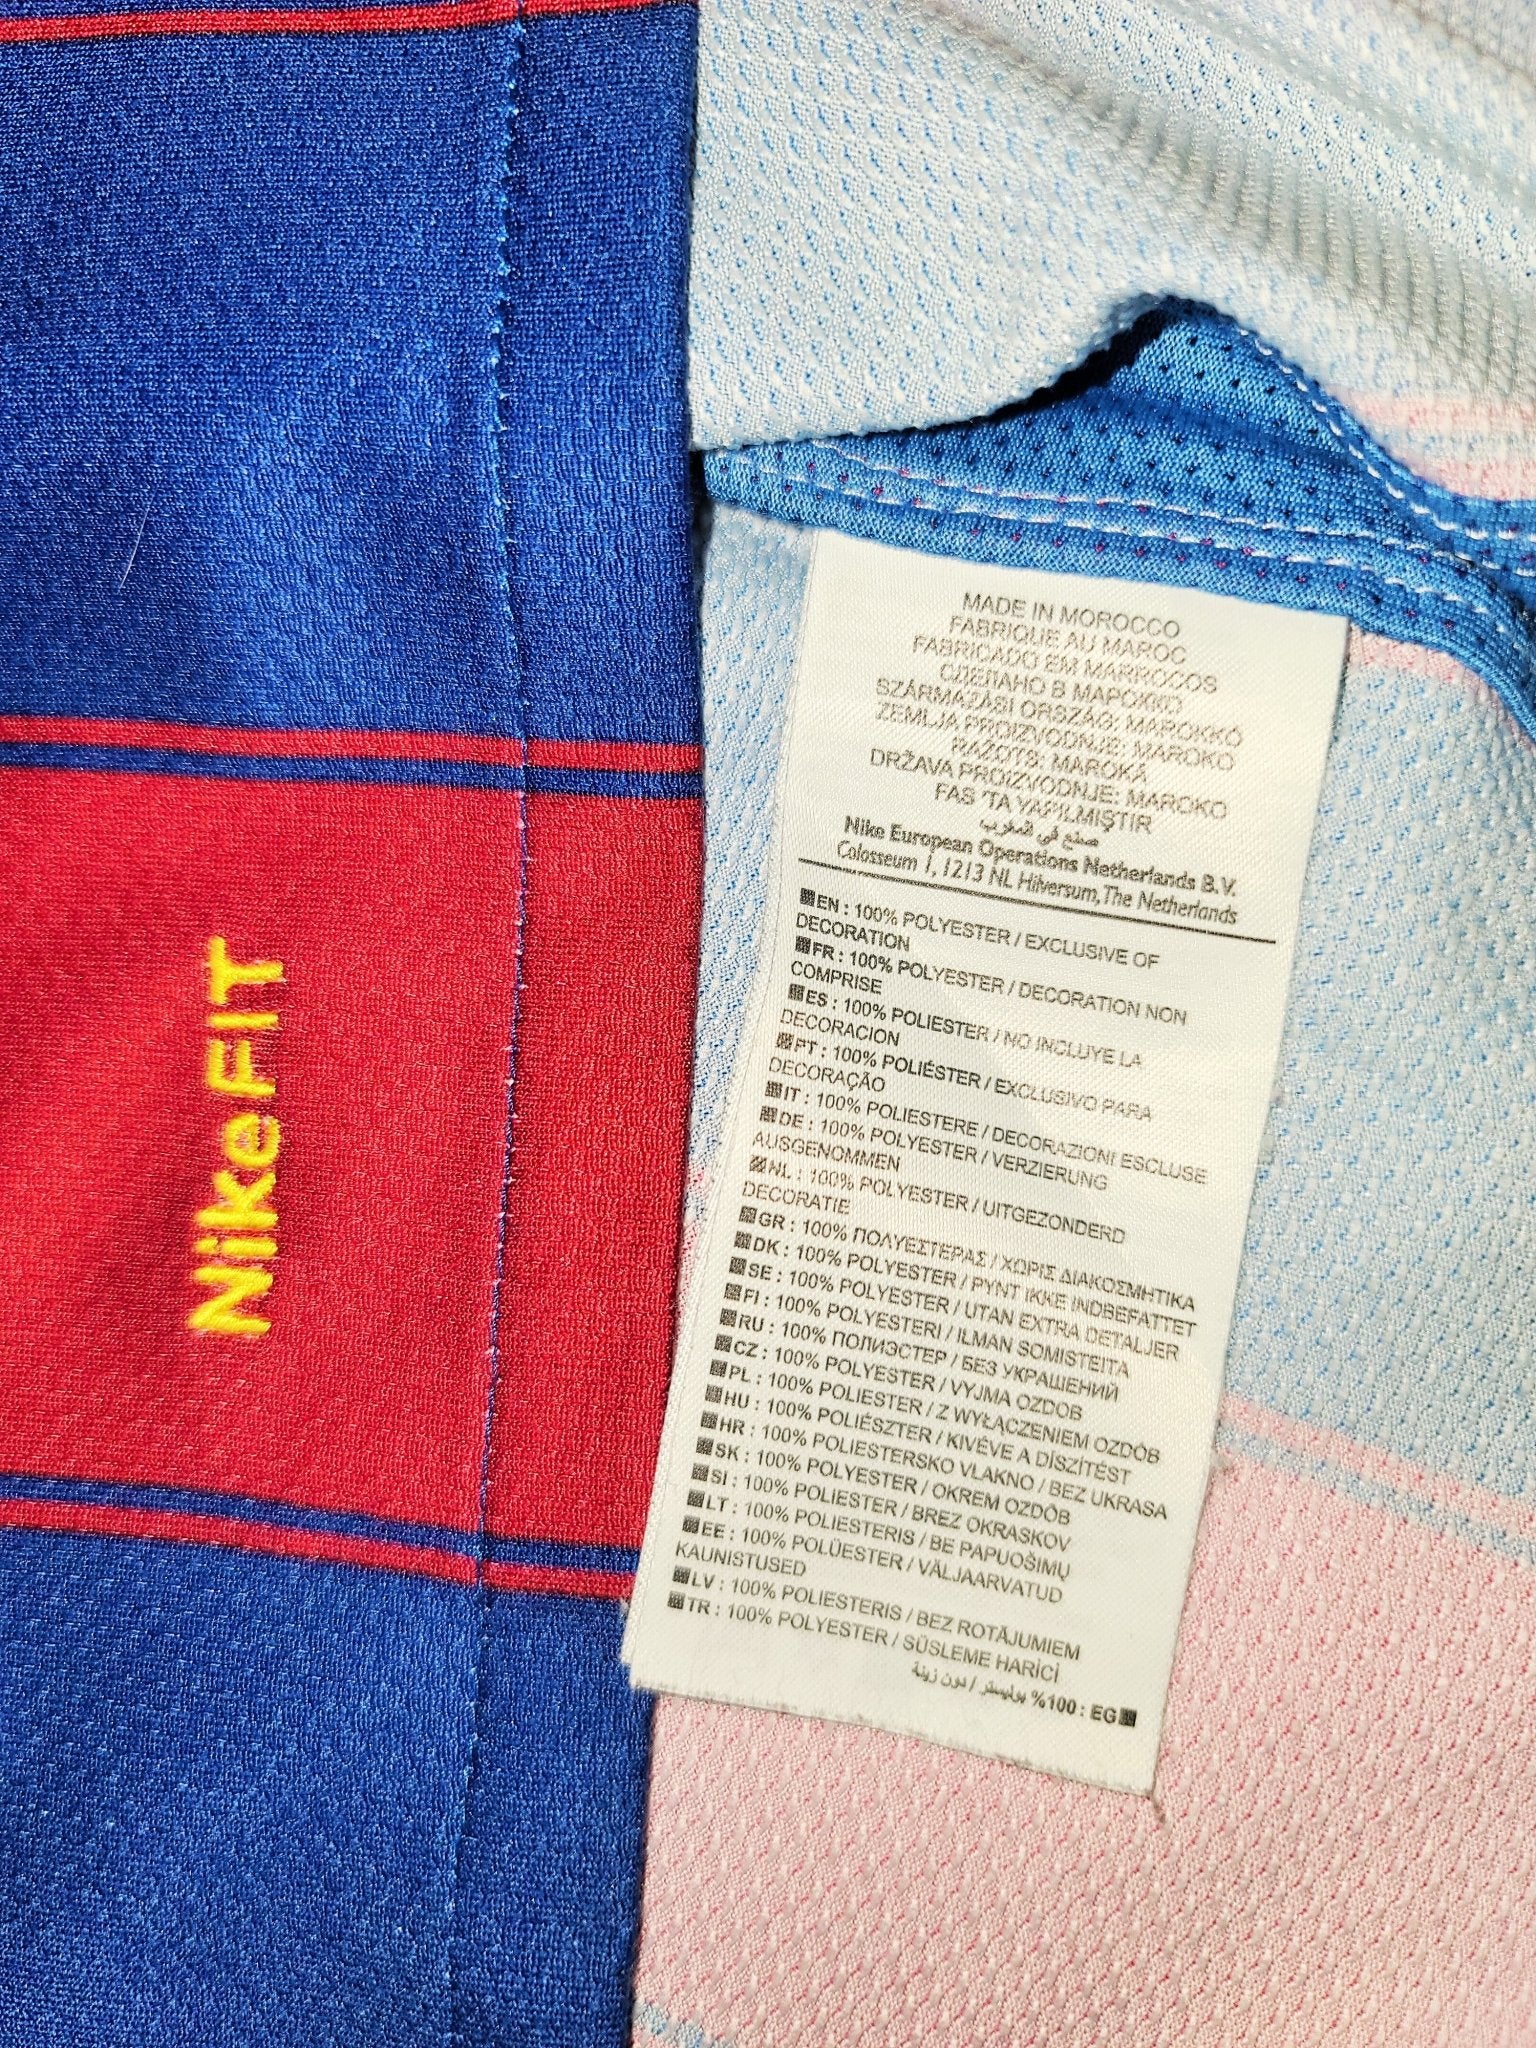 Nike FIT
MADE IN MOROCCO
FABRIQUE AU MAROC
FABRICADO EM MARROCOS
СДЕЛАНО В МАРОККО
SZÁRMAZÁSI ORSZÁG: MAROKKÓ
ZEMLJA PROIZVODNJE: MAROKO
RAŽOTS: MAROKĀ
DRŽAVA PROIZVODNJE: MAROKO
FAS 'TA YAPILMIŞTIR
صنع في المغرب
Nike European Operations Netherlands B.V.
Colosseum 1, 1213 NL Hilversum, The Netherlands
EN : 100% POLYESTER / EXCLUSIVE OF
DECORATION
FR : 100% POLYESTER / DECORATION NON
COMPRISE
ES : 100% POLIESTER / NO INCLUYE LA
DECORACION
PT : 100% POLIÉSTER / EXCLUSIVO PARA
DECORAÇÃO
IT : 100% POLIESTERE / DECORAZIONI ESCLUSE
DE : 100% POLYESTER / VERZIERUNG
AUSGENOMMEN
NL : 100% POLYESTER / UITGEZONDERD
DECORATIE
GR : 100% ΠΟΛΥΕΣΤΕΡΑΣ / ΧΩΡΙΣ ΔΙΑΚΟΣΜΗΤΙΚΑ
DK : 100% POLYESTER / PYNT IKKE INDBEFATTET
SE : 100% POLYESTER / UTAN EXTRA DETALJER
FI : 100% POLYESTERI / ILMAN SOMISTEITA
RU : 100% ПОЛИЭСТЕР / БЕЗ УКРАШЕНИЙ
CZ : 100% POLYESTER / VYJMA OZDOB
PL : 100% POLIESTER / Z WYŁĄCZENIEM OZDÓB
HU : 100% POLIÉSZTER / KIVÉVE A DÍSZÍTÉST
HR : 100% POLIESTERSKO VLAKNO / BEZ UKRASA
SK : 100% POLYESTER / OKREM OZDÔB
SI : 100% POLIESTER / BREZ OKRASKOV
LT : 100% POLIESTERIS / BE PAPUOŠIMŲ
EE : 100% POLÜESTER / VÄLJAARVATUD
KAUNISTUSED
LV : 100% POLIESTERIS / BEZ ROTĀJUMIEM
TR : 100% POLYESTER / SÜSLEME HARİCİ
EG : 100% بوليستر / دون زينة